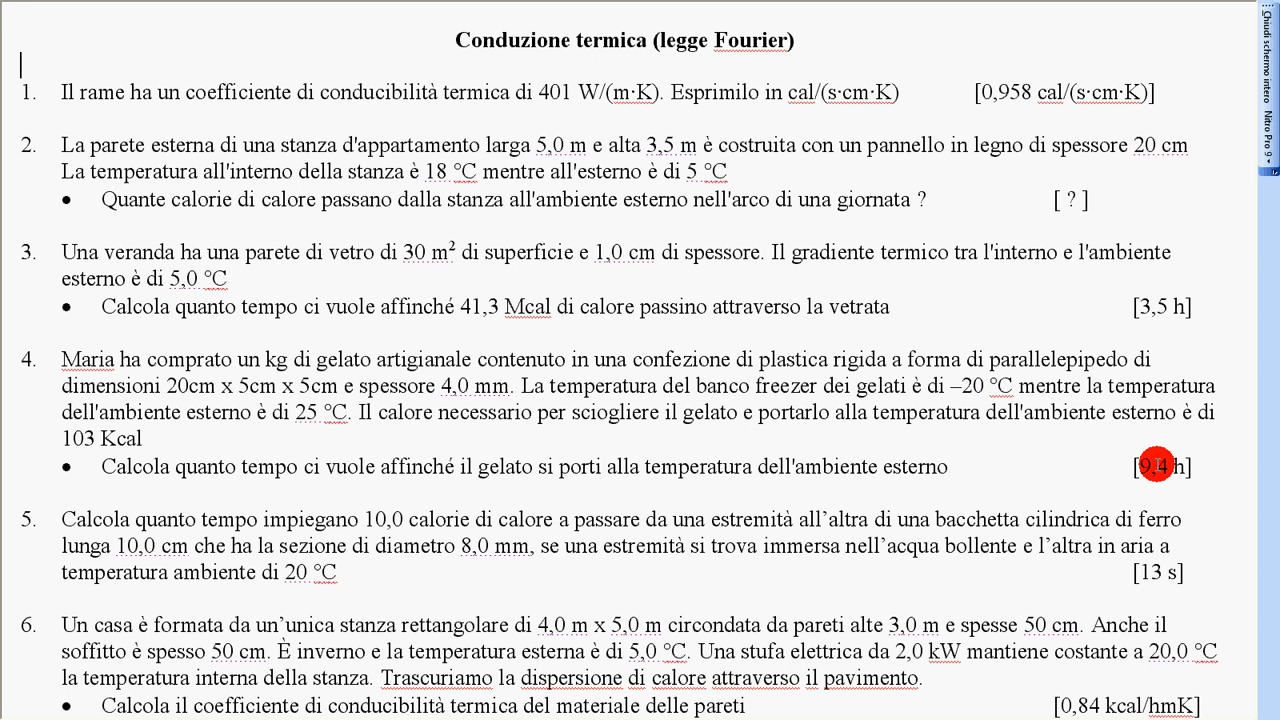 Conduzione termica (legge Fourier)
1. Il rame ha un coefficiente di conducibilità termica di 401 W/(m·K). Esprimilo in cal/(s·cm·K) [0,958 cal/(s·cm·K)]
2. La parete esterna di una stanza d'appartamento larga 5,0 m e alta 3,5 m è costruita con un pannello in legno di spessore 20 cm
La temperatura all'interno della stanza è 18 °C mentre all'esterno è di 5 °C
• Quante calorie di calore passano dalla stanza all'ambiente esterno nell'arco di una giornata ? [ ? ]
3. Una veranda ha una parete di vetro di 30 m² di superficie e 1,0 cm di spessore. Il gradiente termico tra l'interno e l'ambiente
esterno è di 5,0 °C
• Calcola quanto tempo ci vuole affinché 41,3 Mcal di calore passino attraverso la vetrata [3,5 h]
4. Maria ha comprato un kg di gelato artigianale contenuto in una confezione di plastica rigida a forma di parallelepipedo di
dimensioni 20cm x 5cm x 5cm e spessore 4,0 mm. La temperatura del banco freezer dei gelati è di –20 °C mentre la temperatura
dell'ambiente esterno è di 25 °C. Il calore necessario per sciogliere il gelato e portarlo alla temperatura dell'ambiente esterno è di
103 Kcal
• Calcola quanto tempo ci vuole affinché il gelato si porti alla temperatura dell'ambiente esterno [9,4 h]
5. Calcola quanto tempo impiegano 10,0 calorie di calore a passare da una estremità all’altra di una bacchetta cilindrica di ferro
lunga 10,0 cm che ha la sezione di diametro 8,0 mm, se una estremità si trova immersa nell’acqua bollente e l’altra in aria a
temperatura ambiente di 20 °C [13 s]
6. Un casa è formata da un’unica stanza rettangolare di 4,0 m x 5,0 m circondata da pareti alte 3,0 m e spesse 50 cm. Anche il
soffitto è spesso 50 cm. È inverno e la temperatura esterna è di 5,0 °C. Una stufa elettrica da 2,0 kW mantiene costante a 20,0 °C
la temperatura interna della stanza. Trascuriamo la dispersione di calore attraverso il pavimento.
• Calcola il coefficiente di conducibilità termica del materiale delle pareti [0,84 kcal/hmK]
Chiudi schermo intero Nitro Pro 9